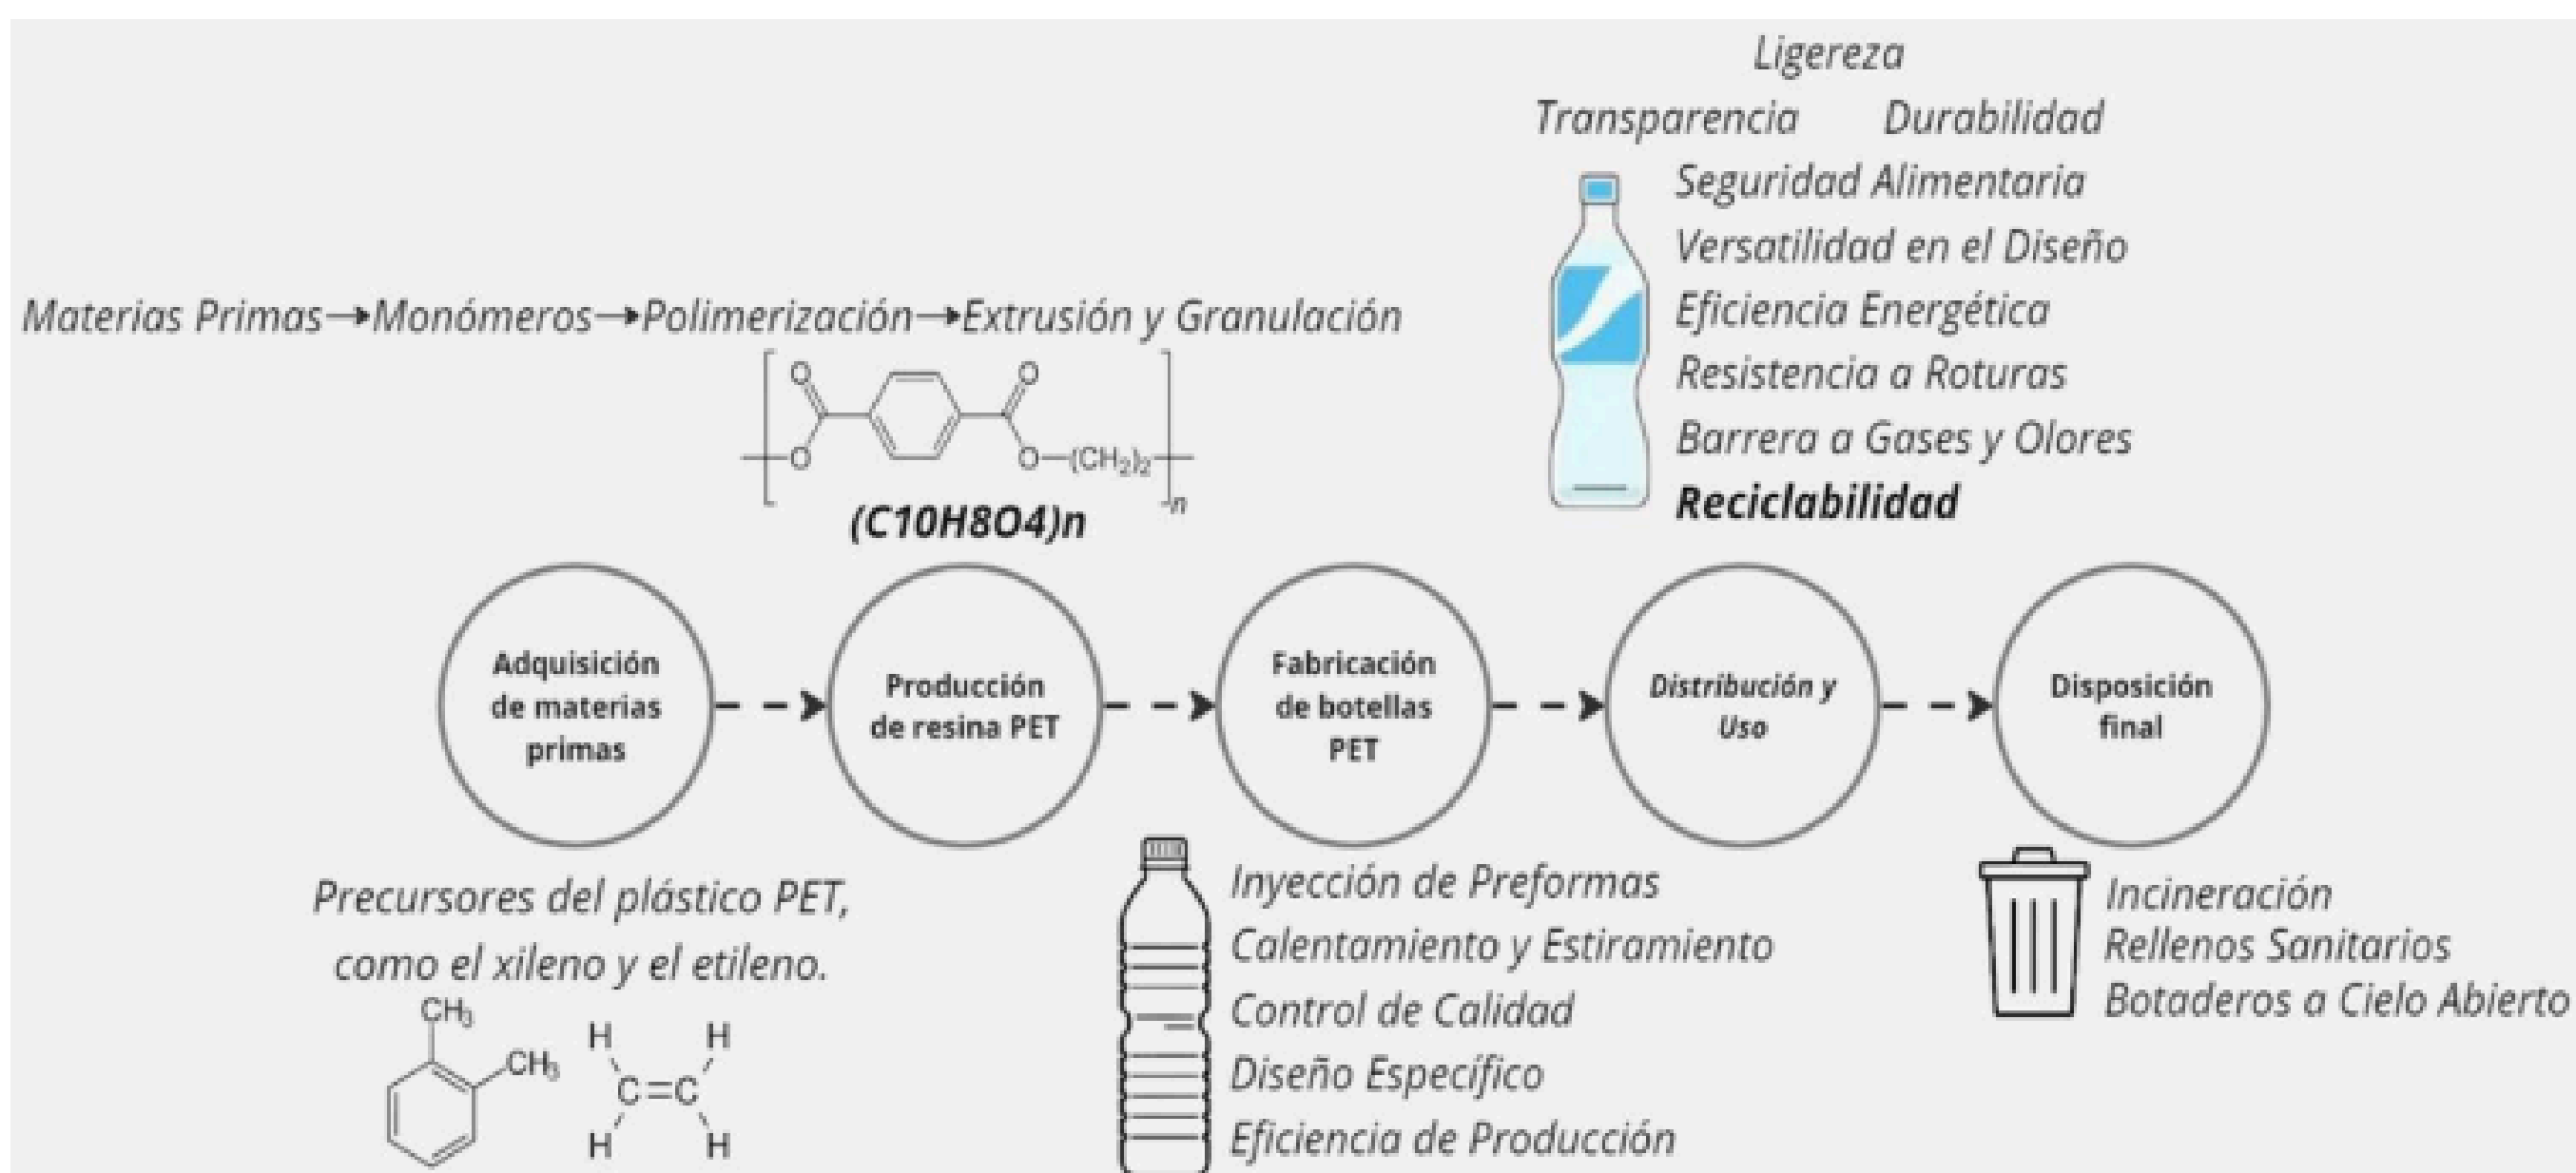 Ligereza
Transparencia Durabilidad
Seguridad Alimentaria
Versatilidad en el Diseño
Eficiencia Energética
Resistencia a Roturas
Barrera a Gases y Olores
Reciclabilidad
Materias Primas→Monómeros→Polimerización→Extrusión y Granulación
O O
O O—(CH₂)₂
n
(C10H8O4)n
Adquisición
de materias
primas
Producción
de resina PET
Fabricación
de botellas
PET
Distribución y
Uso
Disposición
final
Precursores del plástico PET,
como el xileno y el etileno.
CH₃
CH₃
H H
C=C
H H
Inyección de Preformas
Calentamiento y Estiramiento
Control de Calidad
Diseño Específico
Eficiencia de Producción
Incineración
Rellenos Sanitarios
Botaderos a Cielo Abierto